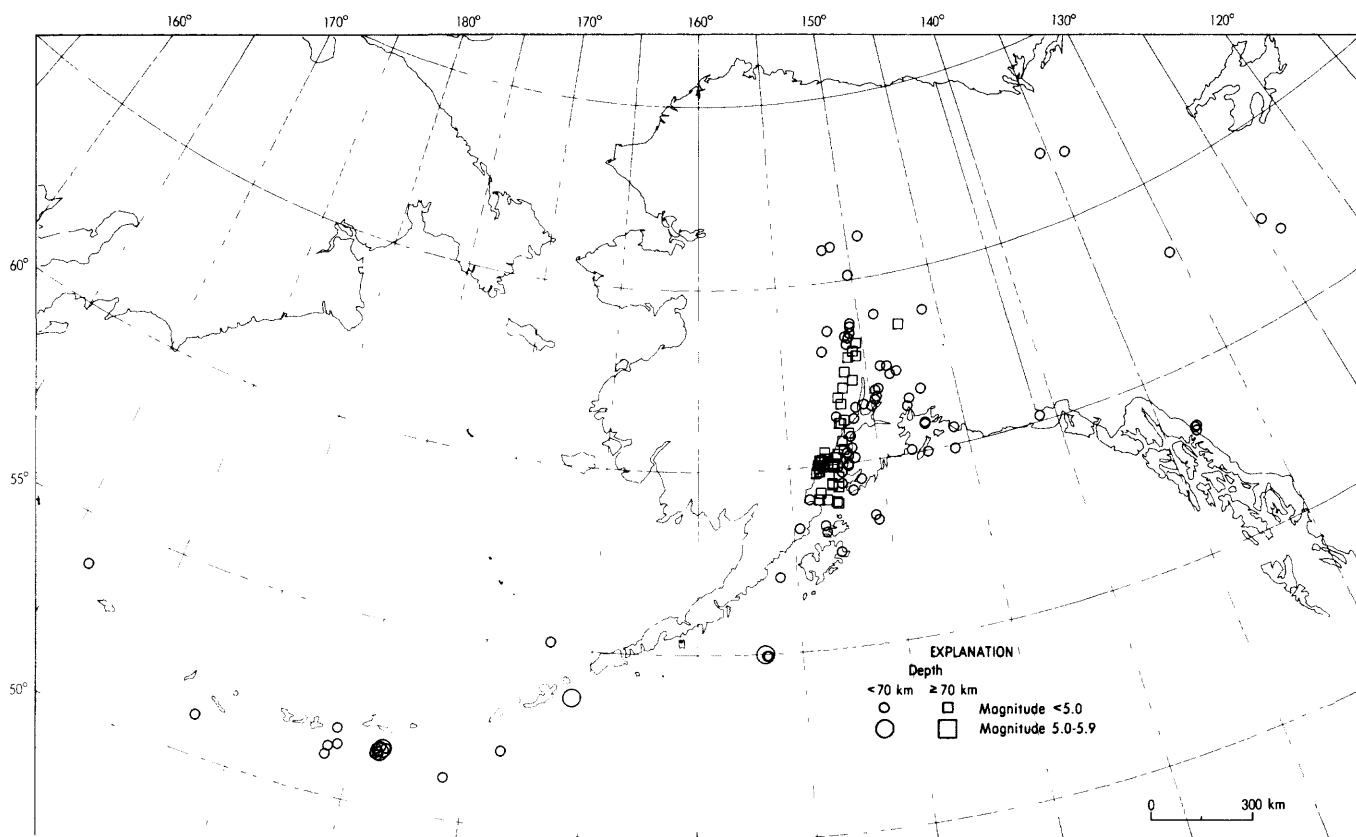 160° 170° 180° 170° 160° 150° 140° 130° 120°
60°
55°
50°
EXPLANATION
Depth
<70 km ≥70 km
Magnitude <5.0
Magnitude 5.0-5.9
0 300 km